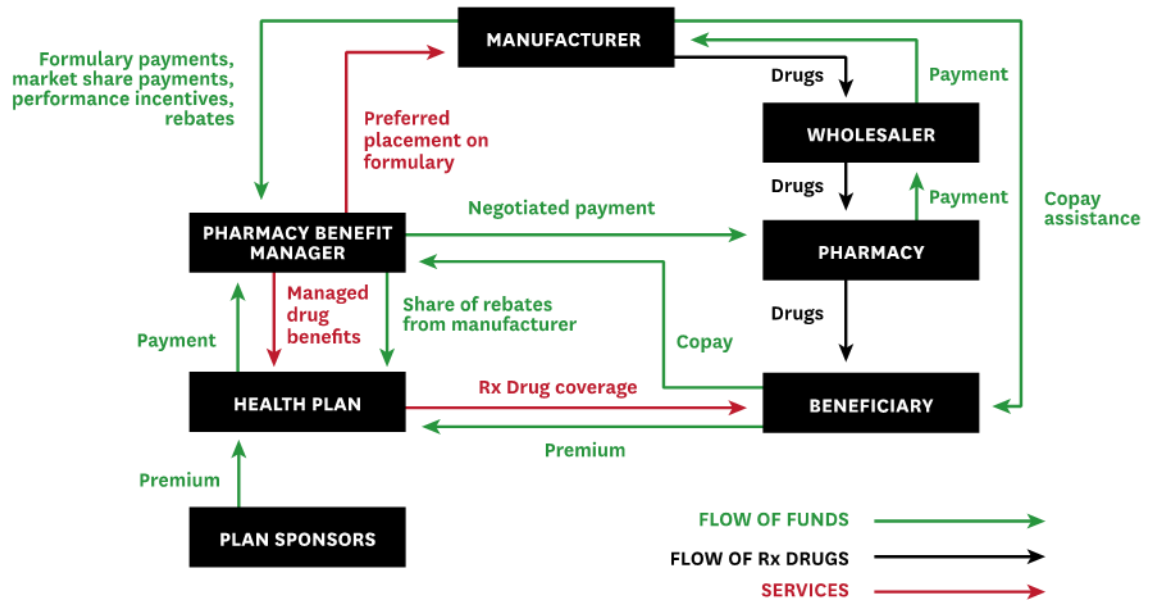 MANUFACTURER
Formulary payments,
market share payments,
performance incentives,
rebates
Preferred
placement on
formulary
Drugs
Payment
WHOLESALER
Drugs
Payment
Copay
assistance
Negotiated payment
PHARMACY BENEFIT
MANAGER
PHARMACY
Managed
drug
benefits
Share of rebates
from manufacturer
Drugs
Payment
Copay
HEALTH PLAN
Rx Drug coverage
BENEFICIARY
Premium
Premium
PLAN SPONSORS
FLOW OF FUNDS
FLOW OF Rx DRUGS
SERVICES